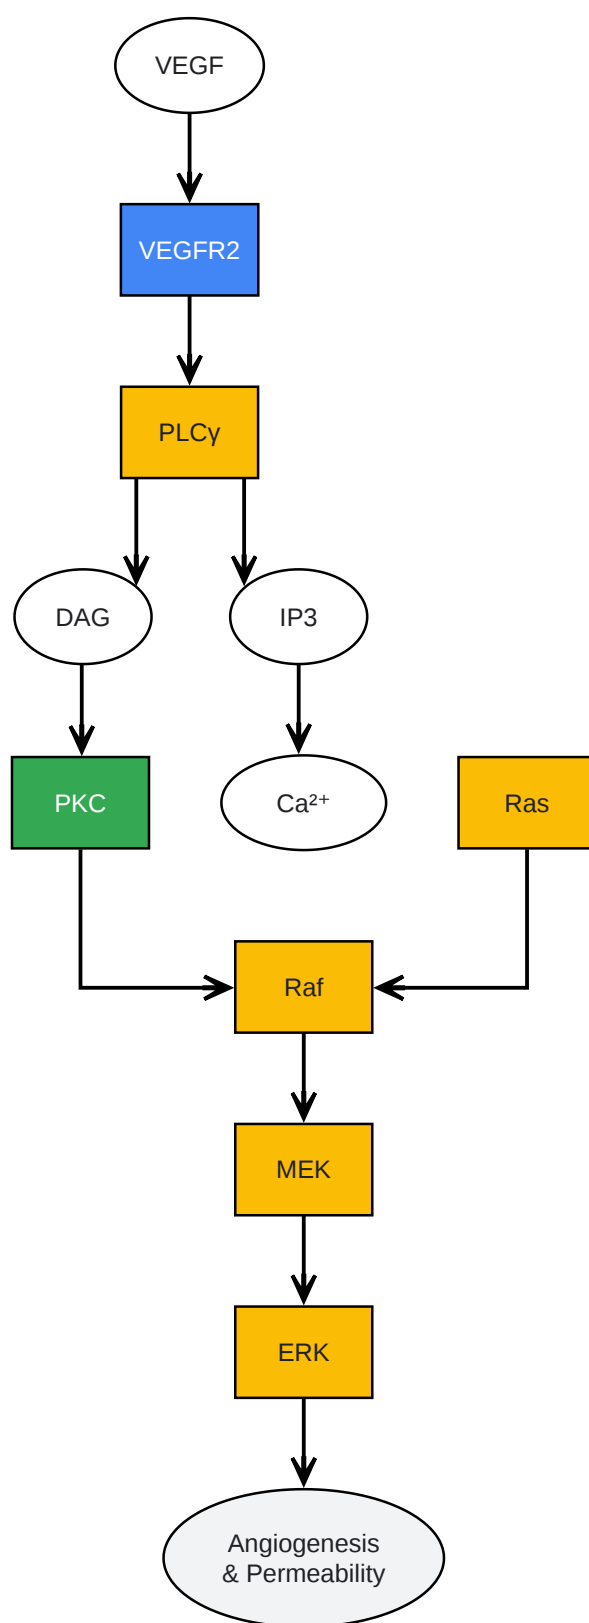 VEGF
VEGFR2
PLCγ
DAG
IP3
PKC
Ca²⁺
Ras
Raf
MEK
ERK
Angiogenesis
& Permeability